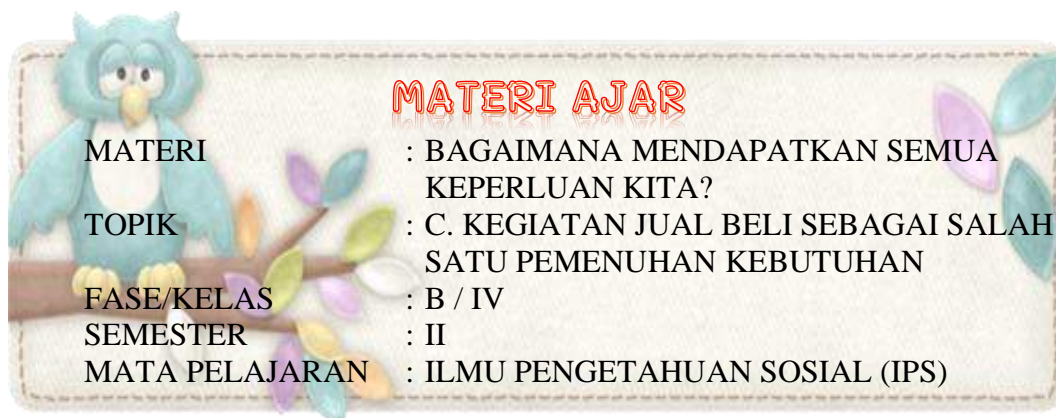 MATERI AJAR
MATERI : BAGAIMANA MENDAPATKAN SEMUA
KEPERLUAN KITA?
TOPIK : C. KEGIATAN JUAL BELI SEBAGAI SALAH
SATU PEMENUHAN KEBUTUHAN
FASE/KELAS : B / IV
SEMESTER : II
MATA PELAJARAN : ILMU PENGETAHUAN SOSIAL (IPS)